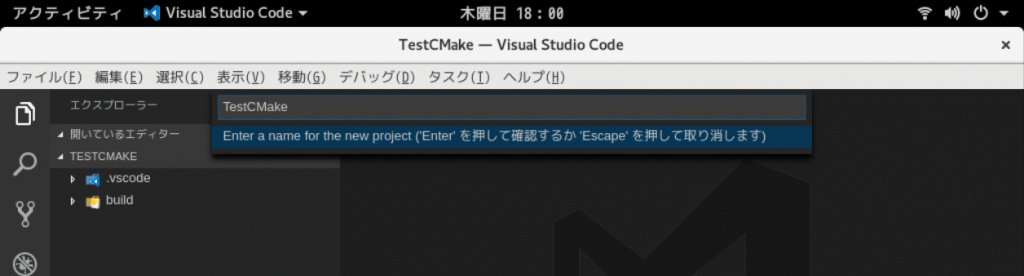 アクティビティ Visual Studio Code 木曜日 18：00
TestCMake — Visual Studio Code ×
ファイル(F) 編集(E) 選択(C) 表示(V) 移動(G) デバッグ(D) タスク(T) ヘルプ(H)
エクスプローラー
TestCMake
開いているエディター
Enter a name for the new project ('Enter' を押して確認するか 'Escape' を押して取り消します)
TESTCMAKE
.vscode
build